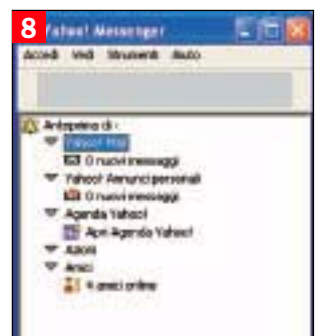 8
Yahoo! Messenger
Accedi Vedi Strumenti Aiuto
Anteprima di :
Yahoo! Mail
0 nuovi messaggi
Yahoo! Annunci personali
0 nuovi messaggi
Agenda Yahoo!
Apri Agenda Yahoo!
Azioni
Amici
4 amici online